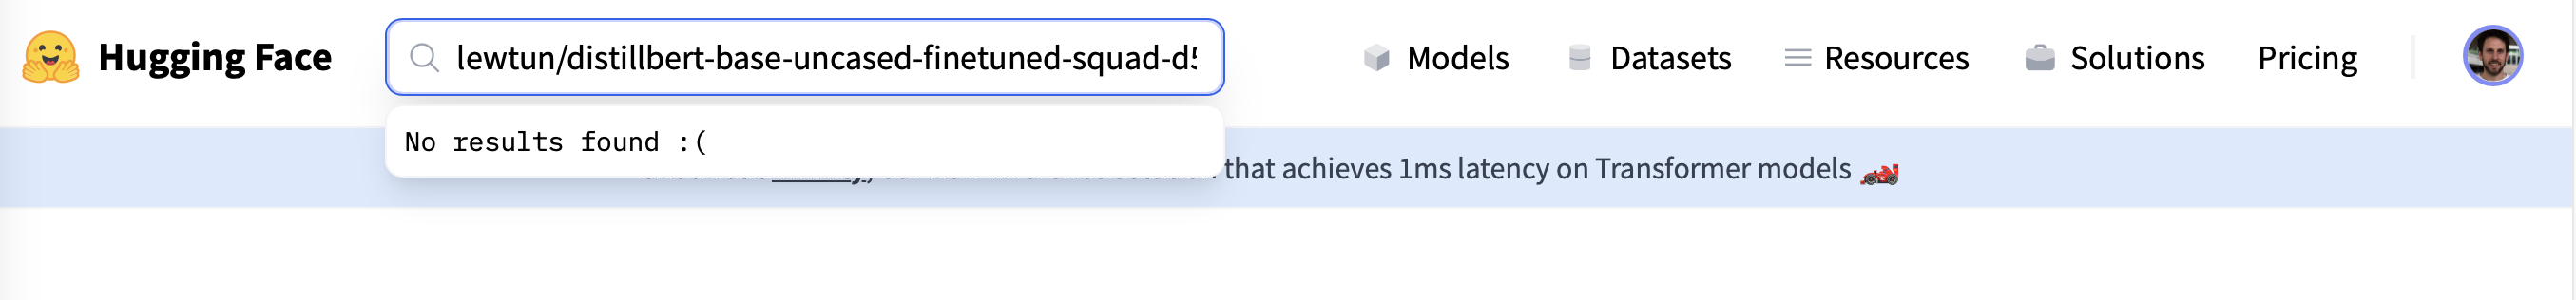 Hugging Face
lewtun/distillbert-base-uncased-finetuned-squad-d5
Models
Datasets
Resources
Solutions
Pricing
No results found :(
that achieves 1ms latency on Transformer models